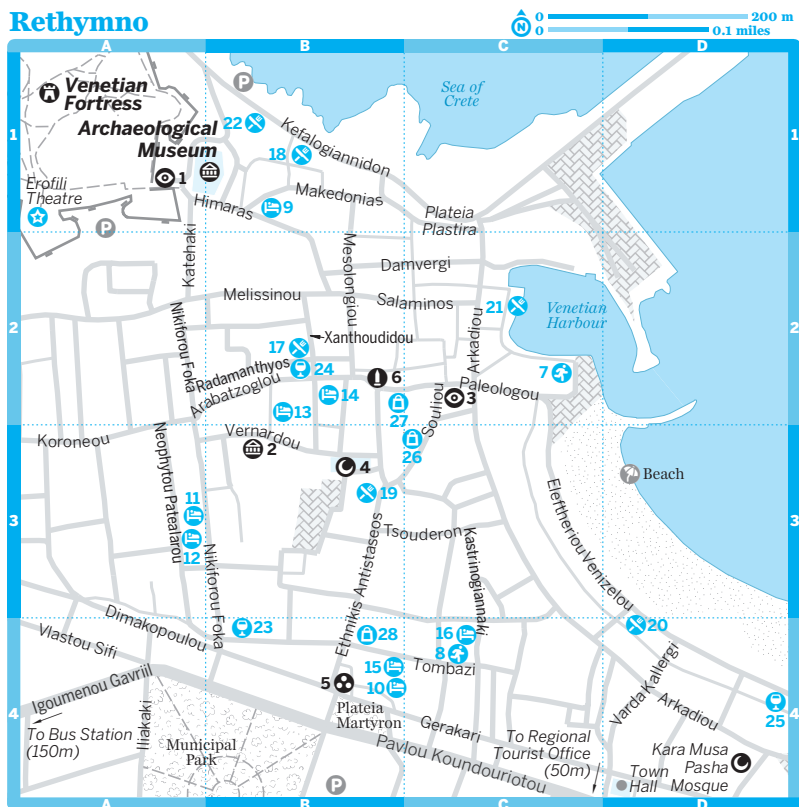 Rethymno
N
0 200 m
0 0.1 miles
A B C D
1
2
3
4
Venetian
Fortress
Archaeological
Museum
1
Erofili
Theatre
P
P
22
18
Kefalogiannidon
Sea of
Crete
Makedonias
9
Himaras
Plateia
Plastira
Katehaki
Mesolongiou
Damvergi
Melissinou
Salaminos
21
Venetian
Harbour
Nikiforou Foka
Xanthoudidou
Arkadiou
17
24
Radamanthyos
Arabatzoglou
6
7
Paleologou
3
14
13
27
Souliou
26
Koroneou
Vernardou
2
4
Beach
Neophytou Patealarou
19
11
12
Nikiforou Foka
Ethnikis Antistaseos
Tsouderon
Kastrinogiannaki
Eleftheriou Venizelou
Dimakopoulou
23
28
16
8
20
Vlastou Sifi
15
Tombazi
5
10
Igoumenou Gavriil
Plateia
Martyron
Varda Kallergi
Arkadiou
25
To Bus Station
(150m)
Iliakaki
Municipal
Park
Gerakari
Pavlou Koundouriotou
To Regional
Tourist Office
(50m)
Kara Musa
Pasha
Mosque
Town
Hall
P
1
2
3
4
A B C D